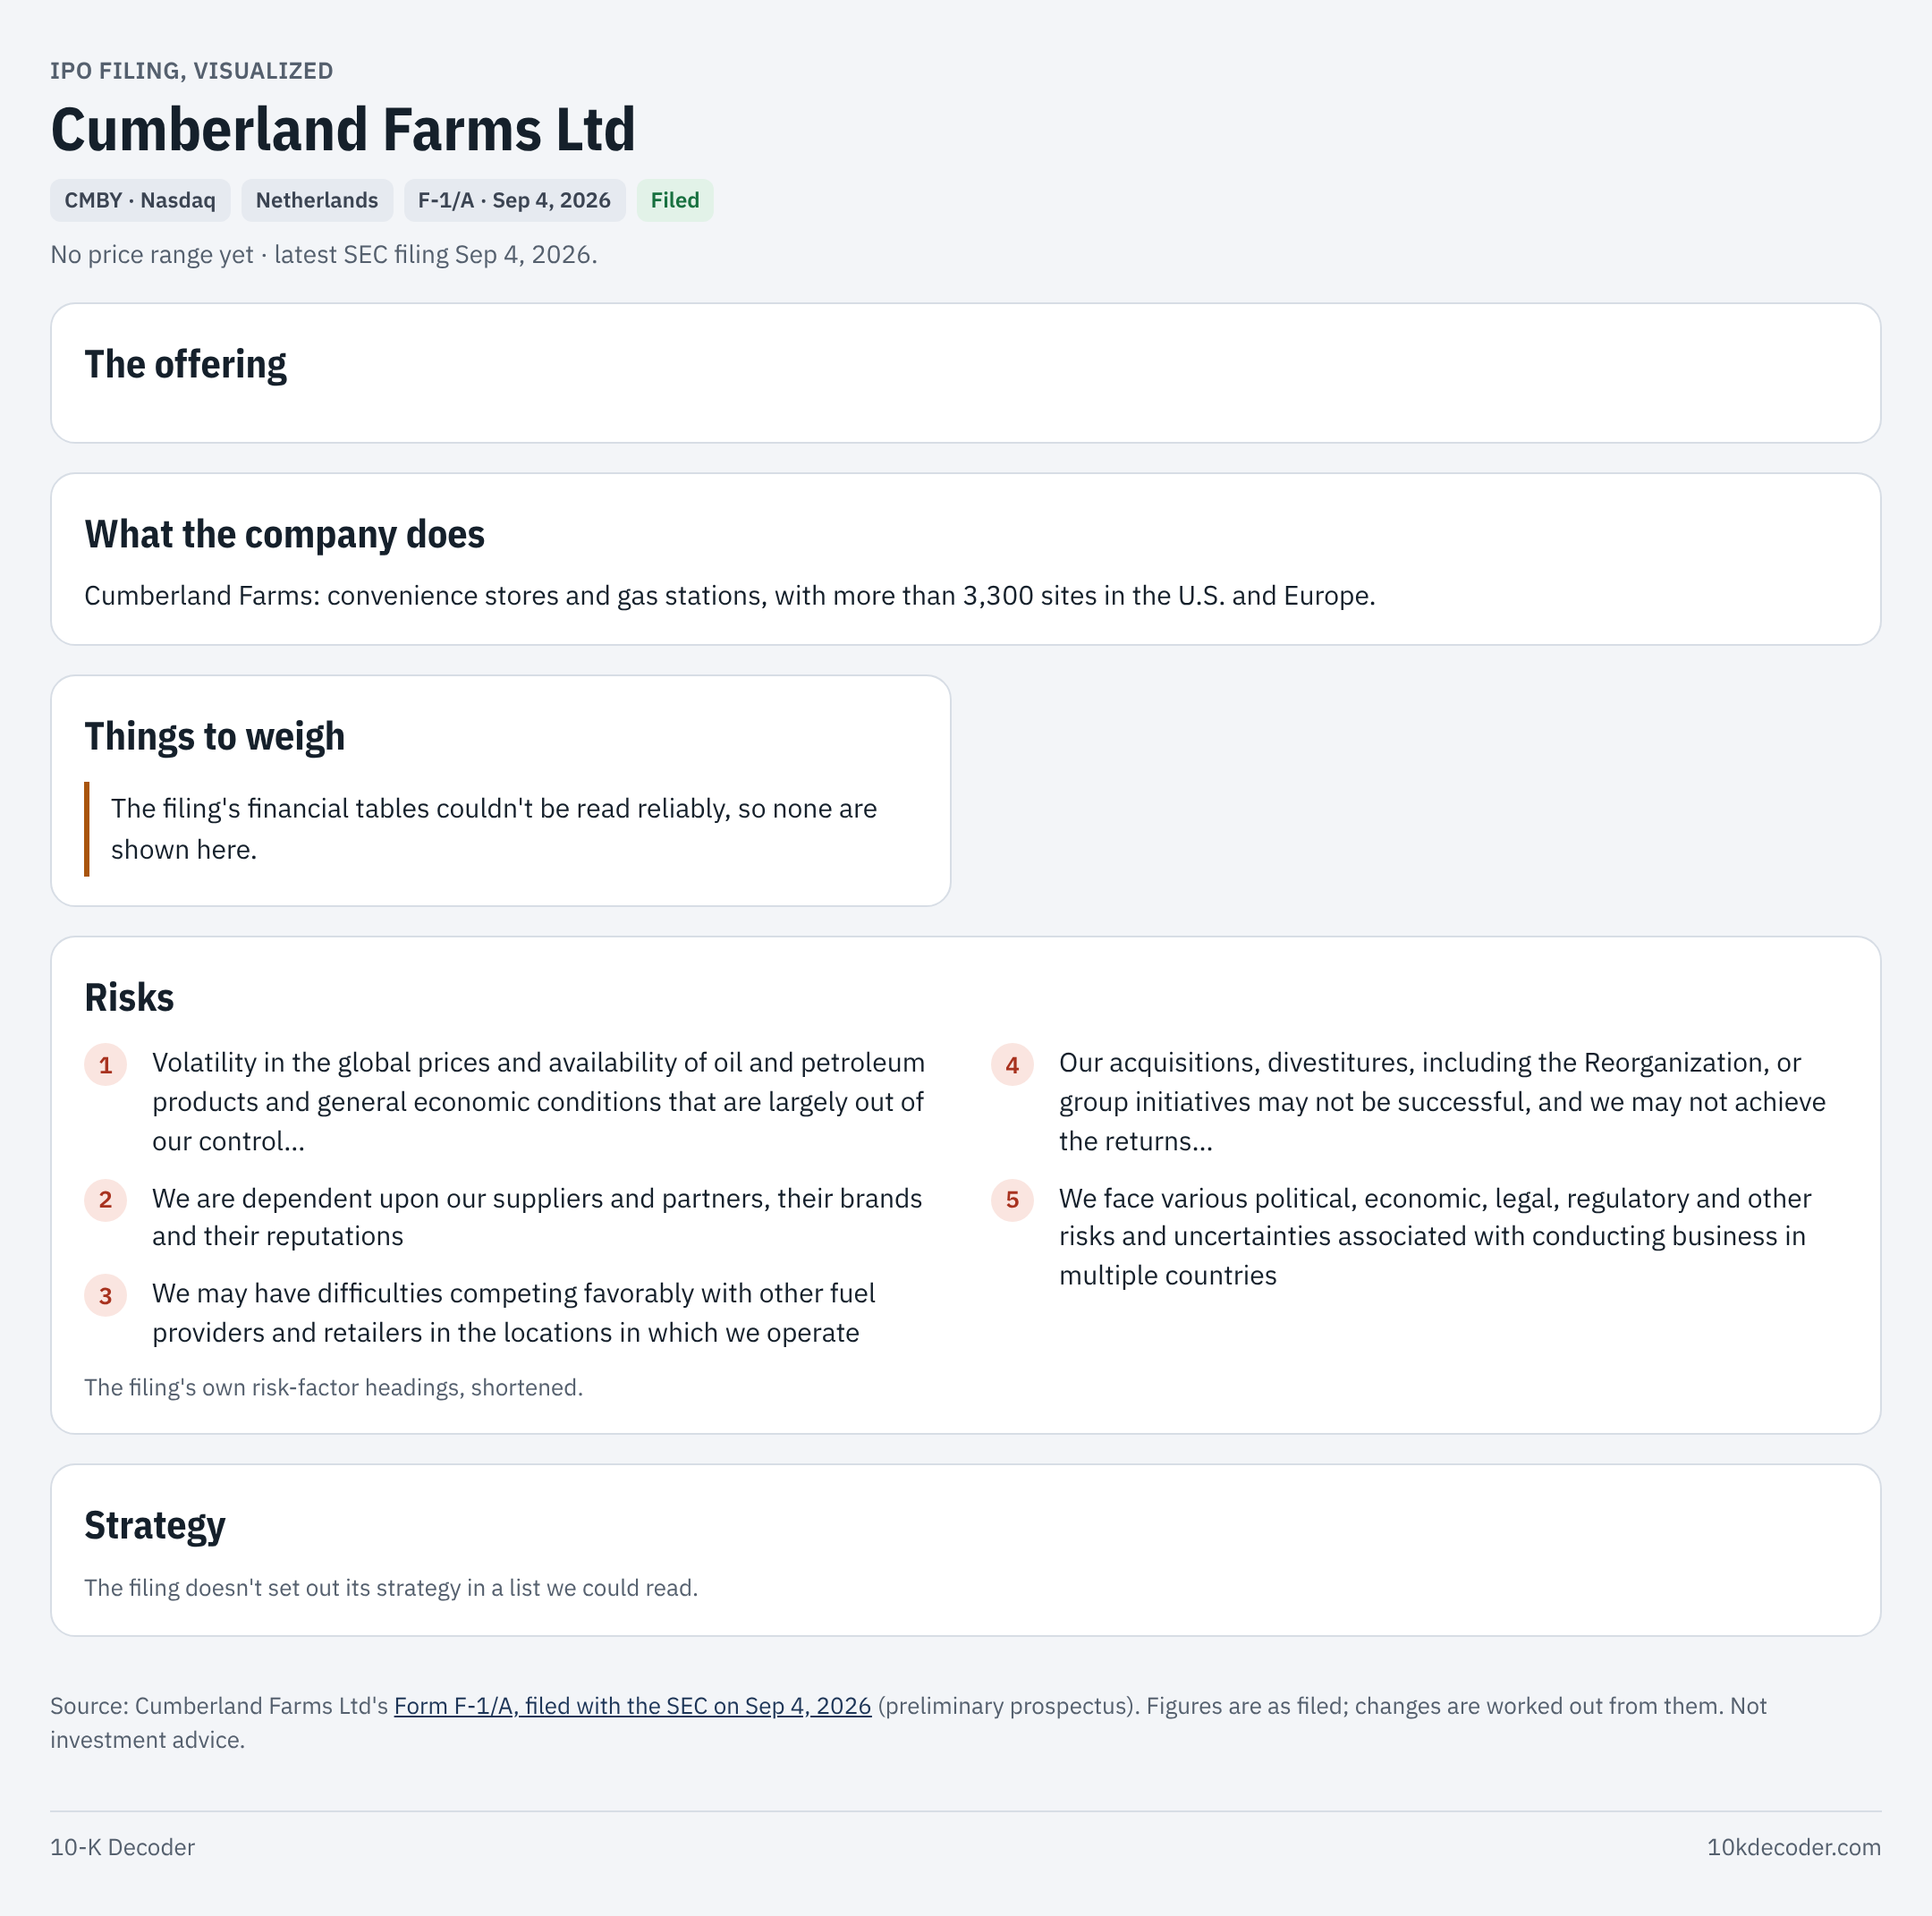 IPO FILING, VISUALIZED
Cumberland Farms Ltd
CMBY · Nasdaq
Netherlands
F-1/A · Sep 4, 2026
Filed
No price range yet · latest SEC filing Sep 4, 2026.
The offering
What the company does
Cumberland Farms: convenience stores and gas stations, with more than 3,300 sites in the U.S. and Europe.
Things to weigh
The filing's financial tables couldn't be read reliably, so none are
shown here.
Risks
1 Volatility in the global prices and availability of oil and petroleum
products and general economic conditions that are largely out of
our control...
2 We are dependent upon our suppliers and partners, their brands
and their reputations
3 We may have difficulties competing favorably with other fuel
providers and retailers in the locations in which we operate
4 Our acquisitions, divestitures, including the Reorganization, or
group initiatives may not be successful, and we may not achieve
the returns...
5 We face various political, economic, legal, regulatory and other
risks and uncertainties associated with conducting business in
multiple countries
The filing's own risk-factor headings, shortened.
Strategy
The filing doesn't set out its strategy in a list we could read.
Source: Cumberland Farms Ltd's Form F-1/A, filed with the SEC on Sep 4, 2026 (preliminary prospectus). Figures are as filed; changes are worked out from them. Not
investment advice.
10-K Decoder
10kdecoder.com